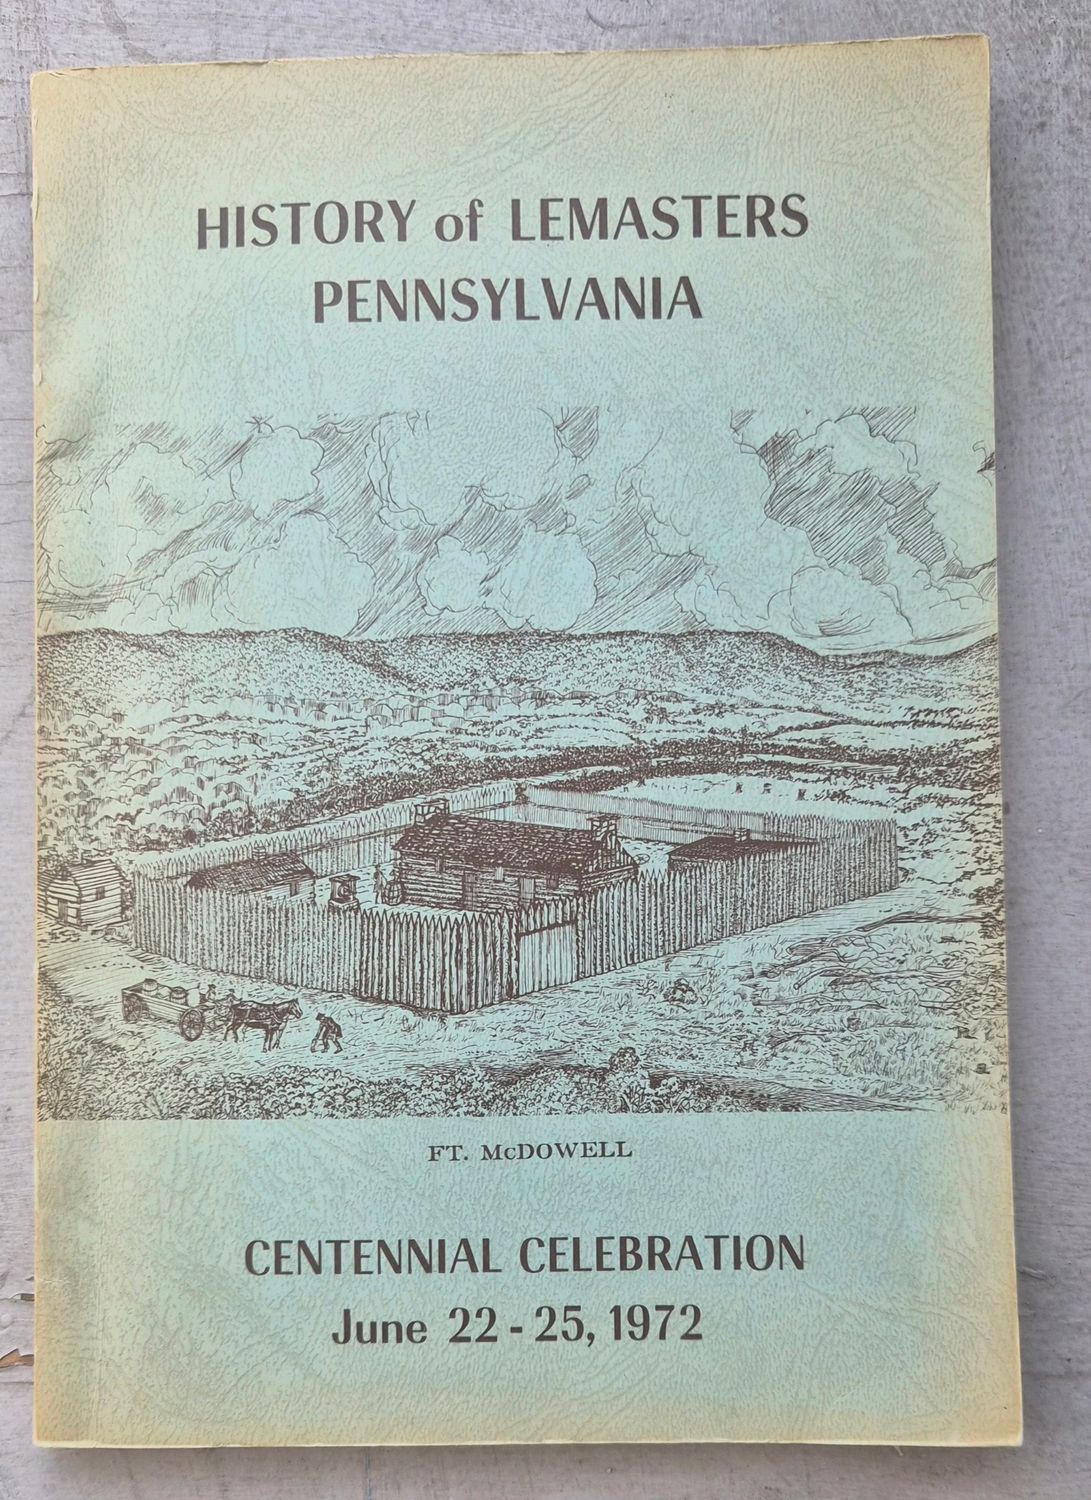 HISTORY of LEMASTERS
PENNSYLVANIA
FT. McDOWELL
CENTENNIAL CELEBRATION
June 22 - 25, 1972